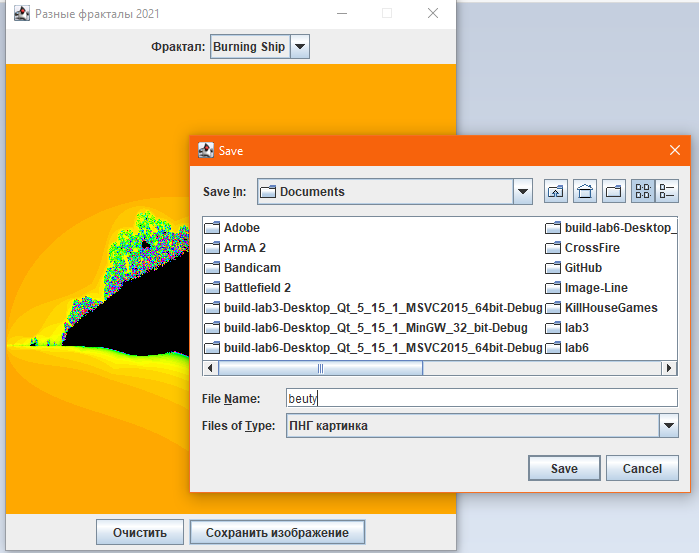 Разные фракталы 2021
Фрактал: Burning Ship
Save
Save In: Documents
Adobe
ArmA 2
Bandicam
Battlefield 2
build-lab3-Desktop_Qt_5_15_1_MSVC2015_64bit-Debug
build-lab6-Desktop_Qt_5_15_1_MinGW_32_bit-Debug
build-lab6-Desktop_Qt_5_15_1_MSVC2015_64bit-Debug
build-lab6-Desktop_
CrossFire
GitHub
Image-Line
KillHouseGames
lab3
lab6
File Name: beuty
Files of Type: ПНГ картинка
Save Cancel
Очистить Сохранить изображение